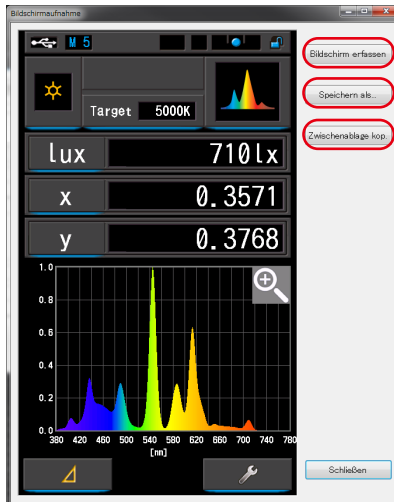 Bildschirmaufnahme
M 5
Bildschirm erfassen
Speichern als..
Target 5000K
Zwischenablage kop.
lux 710lx
x 0.3571
y 0.3768
1.0
0.8
0.6
0.4
0.2
0.0
380 420 460 500 540 580 620 660 700 740 780
[nm]
Schließen